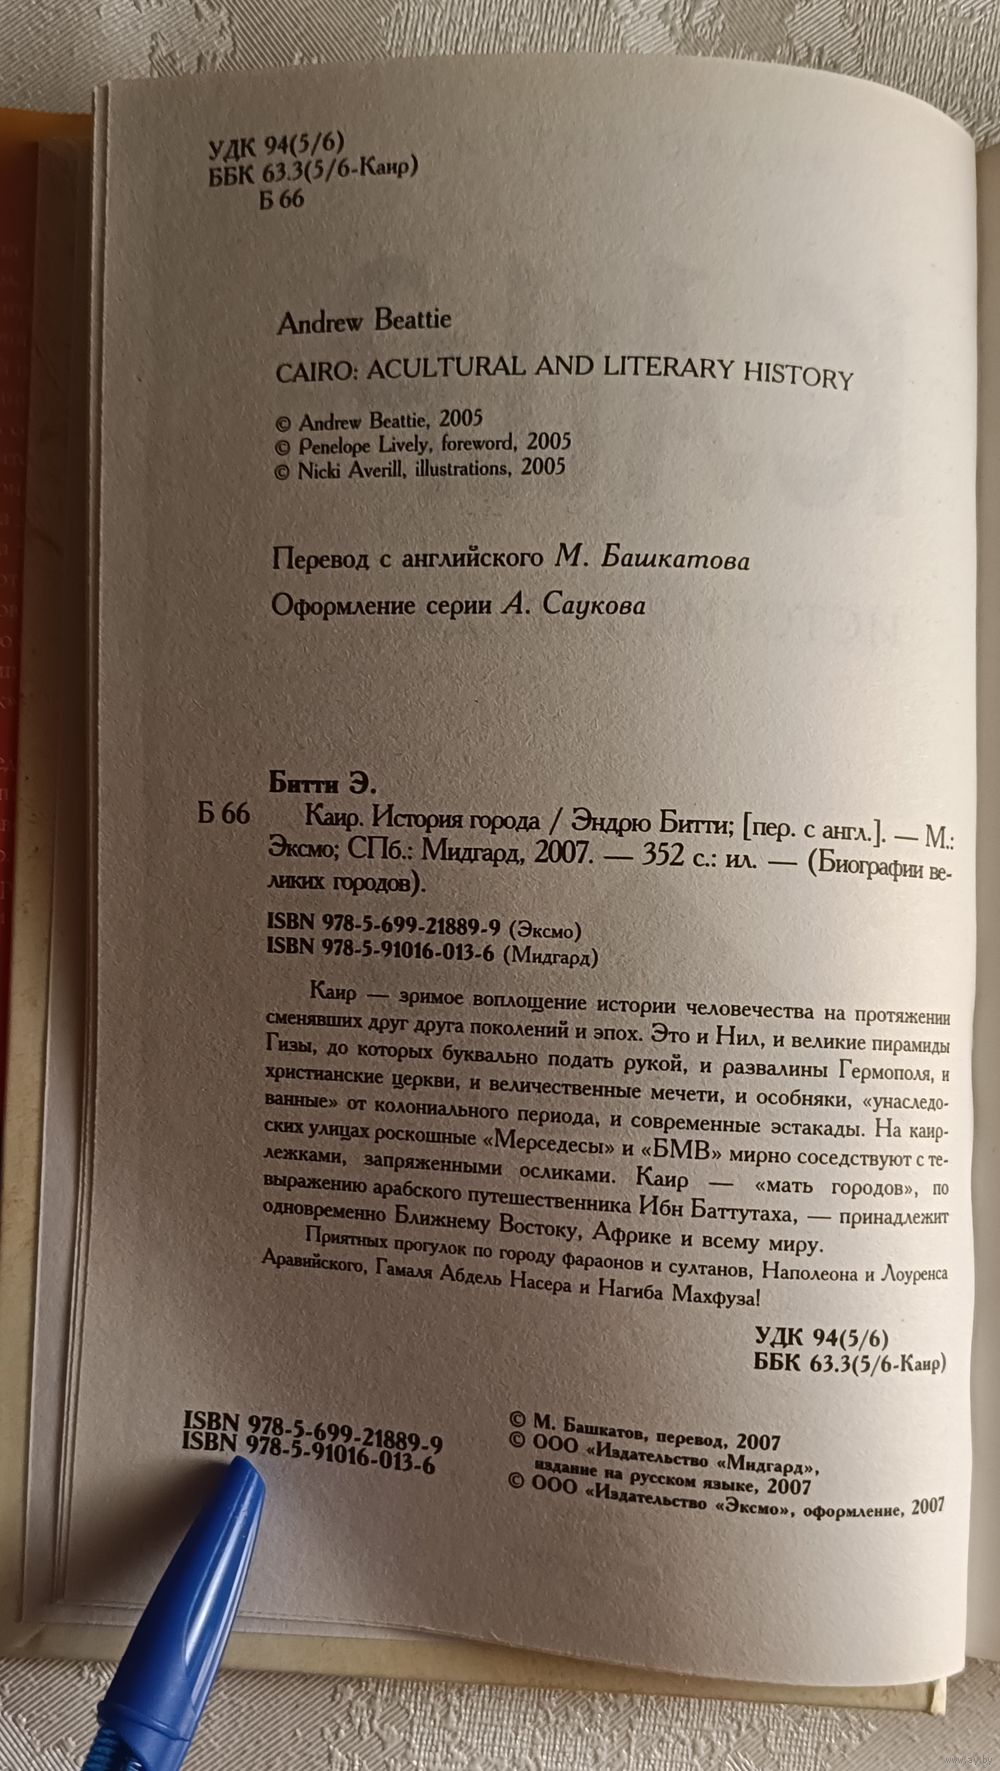 УДК 94(5/6)
ББК 63.3(5/6-Каир)
Б 66
Andrew Beattie
CAIRO: ACULTURAL AND LITERARY HISTORY
© Andrew Beattie, 2005
© Penelope Lively, foreword, 2005
© Nicki Averill, illustrations, 2005
Перевод с английского М. Башкатова
Оформление серии А. Саукова
Битти Э.
Б 66 Каир. История города / Эндрю Битти; [пер. с англ.]. — М.:
Эксмо; СПб.: Мидгард, 2007. — 352 с.: ил. — (Биографии ве-
ликих городов).
ISBN 978-5-699-21889-9 (Эксмо)
ISBN 978-5-91016-013-6 (Мидгард)
Каир — зримое воплощение истории человечества на протяжении
сменявших друг друга поколений и эпох. Это и Нил, и великие пирамиды
Гизы, до которых буквально подать рукой, и развалины Гермополя, и
христианские церкви, и величественные мечети, и особняки, «унаследо-
ванные» от колониального периода, и современные эстакады. На каир-
ских улицах роскошные «Мерседесы» и «БМВ» мирно соседствуют с те-
лежками, запряженными осликами. Каир — «мать городов», по
выражению арабского путешественника Ибн Баттутаха, — принадлежит
одновременно Ближнему Востоку, Африке и всему миру.
Приятных прогулок по городу фараонов и султанов, Наполеона и Лоуренса
Аравийского, Гамаля Абдель Насера и Нагиба Махфуза!
УДК 94(5/6)
ББК 63.3(5/6-Каир)
ISBN 978-5-699-21889-9
ISBN 978-5-91016-013-6
© М. Башкатов, перевод, 2007
© ООО «Издательство «Мидгард»,
издание на русском языке, 2007
© ООО «Издательство «Эксмо», оформление, 2007
www.ay.by